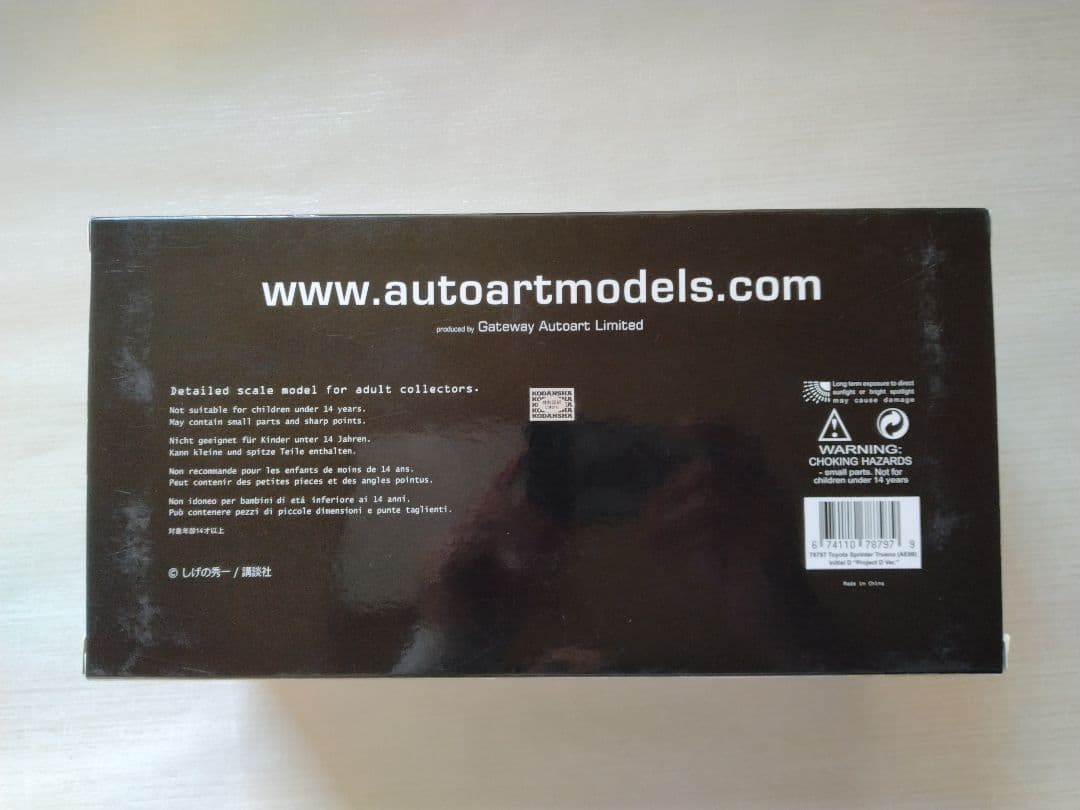 www.autoartmodels.com
produced by Gateway Autoart Limited
Detailed scale model for adult collectors.
Not suitable for children under 14 years.
May contain small parts and sharp points.
Nicht geeignet für Kinder unter 14 Jahren.
Kann kleine und spitze Teile enthalten.
Non recommande pour les enfants de moins de 14 ans.
Peut contenir des petites pieces et des angles pointus.
Non idoneo per bambini di etá inferiore ai 14 anni.
Puó contenere pezzi di piccole dimensioni e punte taglienti.
対象年齢14才以上
© しげの秀一 / 講談社
KODANSHA
KODANSHA
Long term exposure to direct
sunlight or bright spotlight
may cause damage
WARNING:
CHOKING HAZARDS
- small parts. Not for
children under 14 years
6 74110 78797 9
78797 Toyota Sprinter Trueno (AE86)
Initial D "Project D Ver."
Made in China